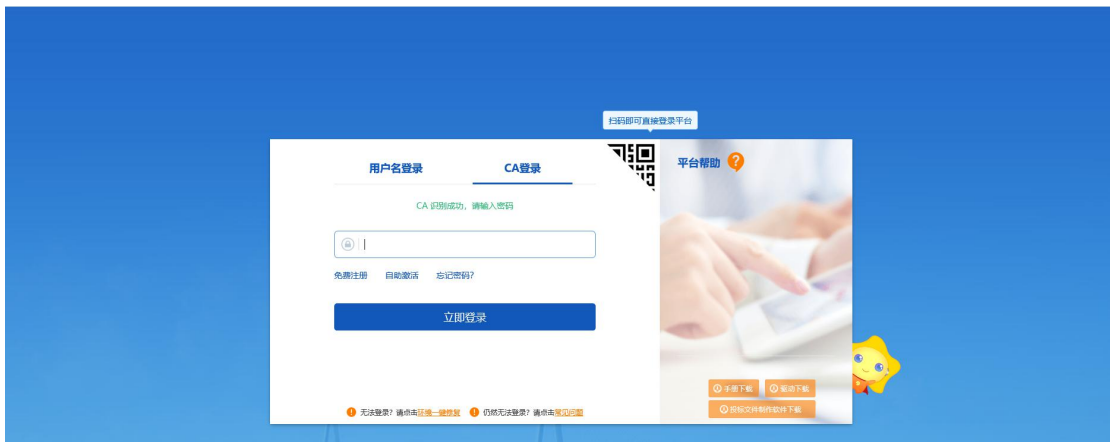 扫码即可直接登录平台
用户名登录
CA登录
平台帮助
CA 识别成功，请输入密码
免费注册
自助激活
忘记密码?
立即登录
手册下载
驱动下载
投标文件制作软件下载
无法登录？请点击环境一键修复
仍然无法登录？请点击常见问题